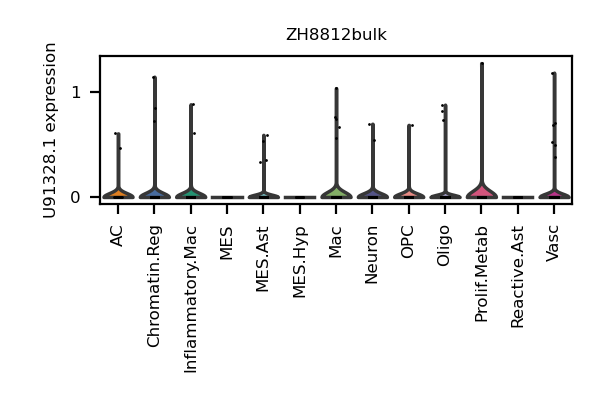 ZH8812bulk
U91328.1 expression
1
0
AC
Chromatin.Reg
Inflammatory.Mac
MES
MES.Ast
MES.Hyp
Mac
Neuron
OPC
Oligo
Prolif.Metab
Reactive.Ast
Vasc